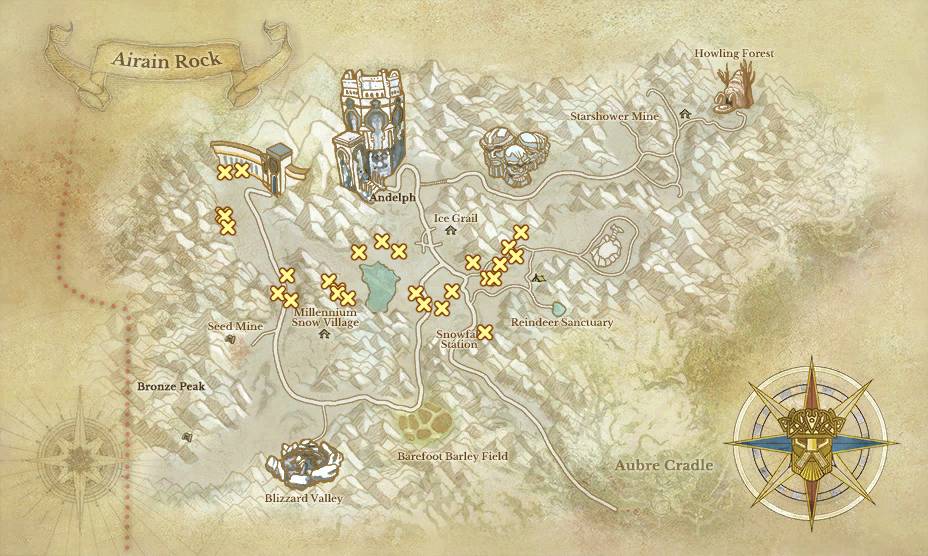 Airain Rock
Howling Forest
Starshower Mine
Andelph
Ice Grail
Millennium
Snow Village
Seed Mine
Reindeer Sanctuary
Snowfa
Station
Bronze Peak
Barefoot Barley Field
Aubre Cradle
Blizzard Valley